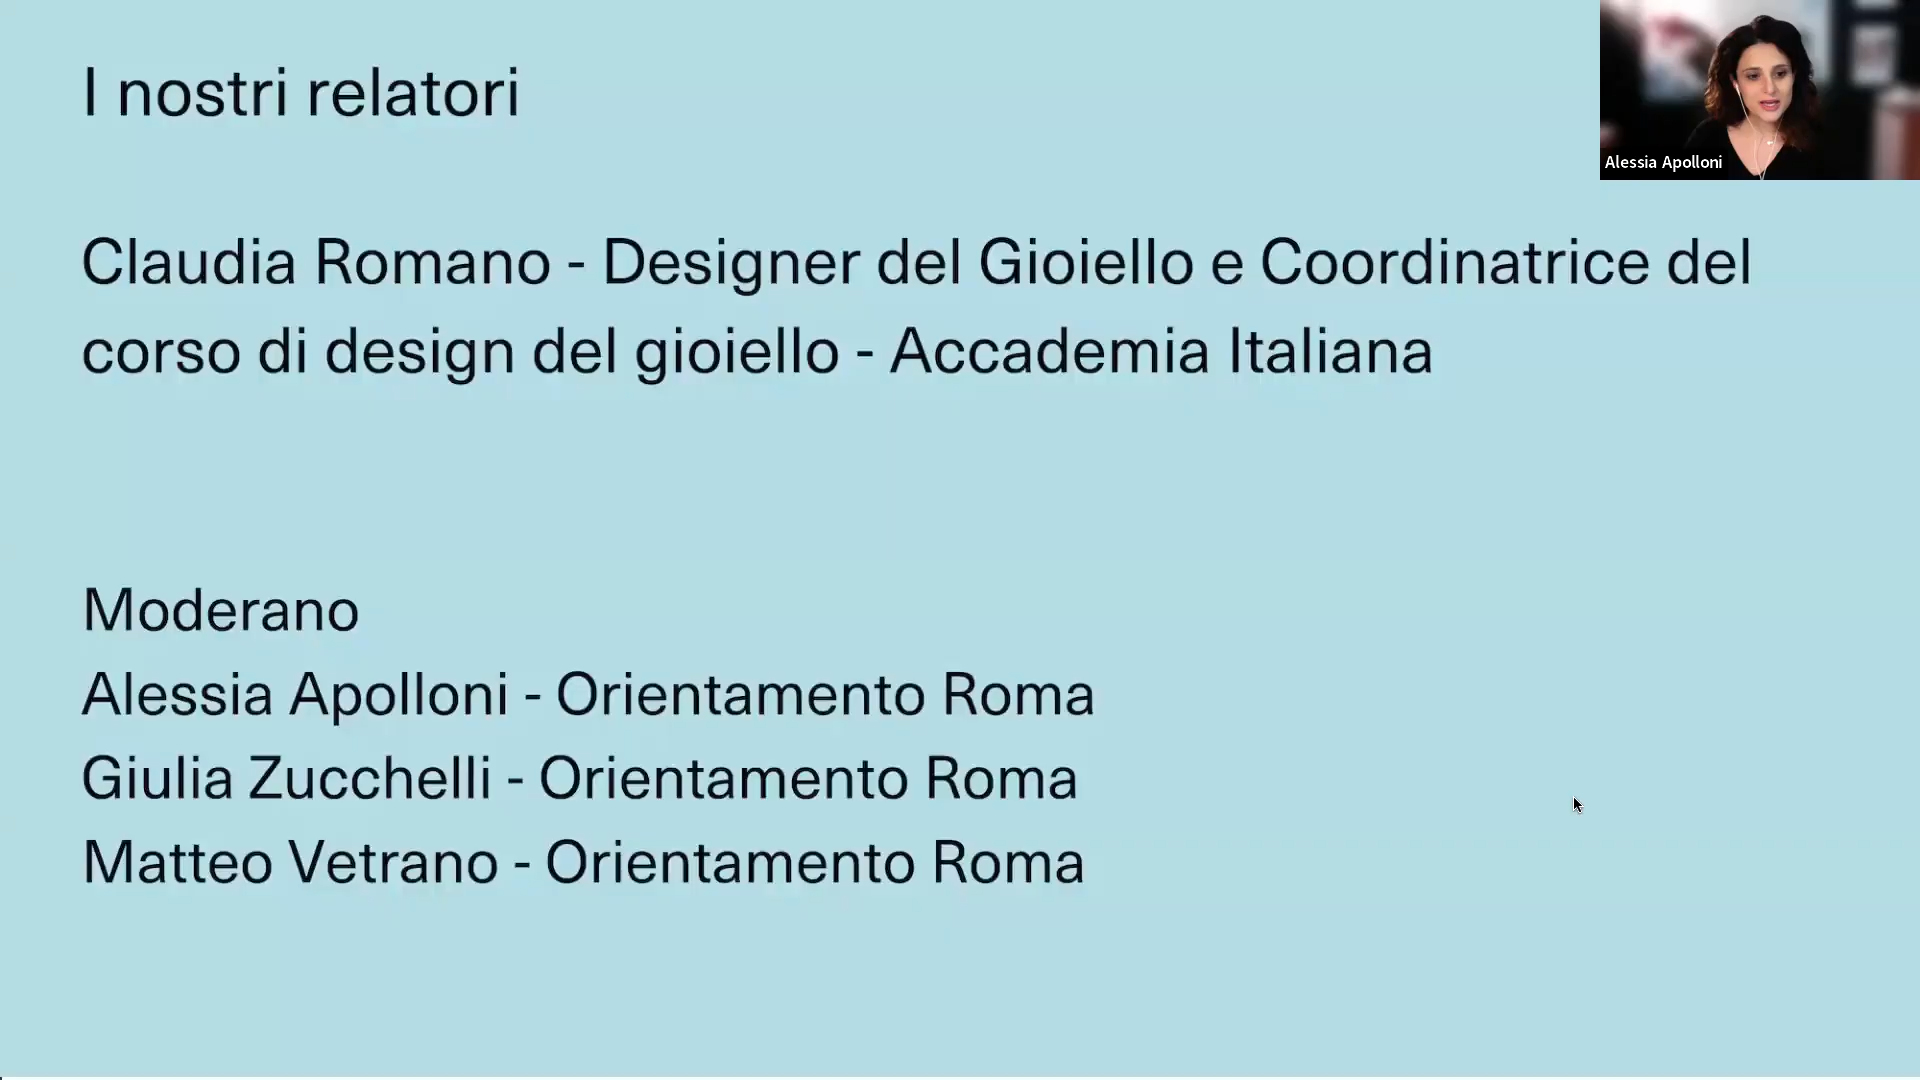 I nostri relatori
Alessia Apolloni
Claudia Romano - Designer del Gioiello e Coordinatrice del
corso di design del gioiello - Accademia Italiana
Moderano
Alessia Apolloni - Orientamento Roma
Giulia Zucchelli - Orientamento Roma
Matteo Vetrano - Orientamento Roma